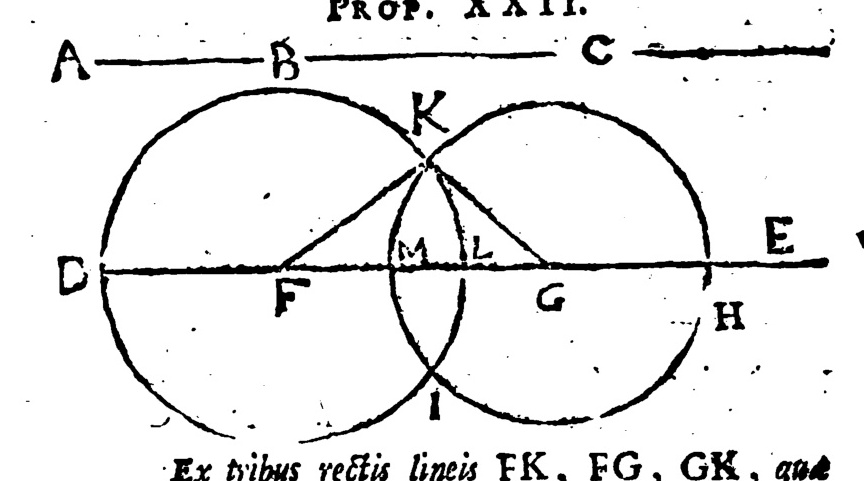 PROP. XXII.
A B C
K
D F M L G E
H
I
Ex tribus rectis lineis FK, FG, GK, quæ